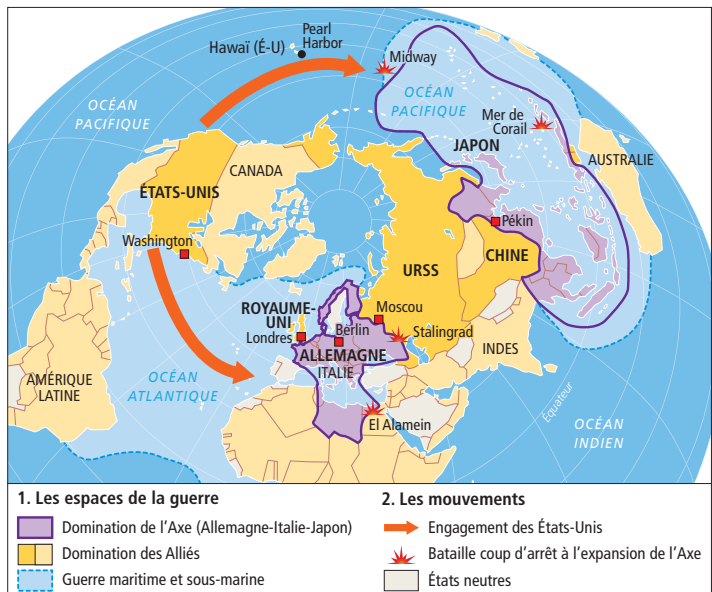 Pearl
Harbor
Hawaï (É-U)
Midway
OCÉAN
PACIFIQUE
OCÉAN
PACIFIQUE
Mer de
Corail
JAPON
AUSTRALIE
CANADA
ÉTATS-UNIS
Pékin
Washington
URSS
CHINE
ROYAUME-
UNI
Moscou
Londres
Berlin
Stalingrad
ALLEMAGNE
INDES
ITALIE
AMÉRIQUE
LATINE
OCÉAN
ATLANTIQUE
El Alamein
Équateur
OCÉAN
INDIEN
1. Les espaces de la guerre
Domination de l'Axe (Allemagne-Italie-Japon)
Domination des Alliés
Guerre maritime et sous-marine
2. Les mouvements
Engagement des États-Unis
Bataille coup d'arrêt à l'expansion de l'Axe
États neutres